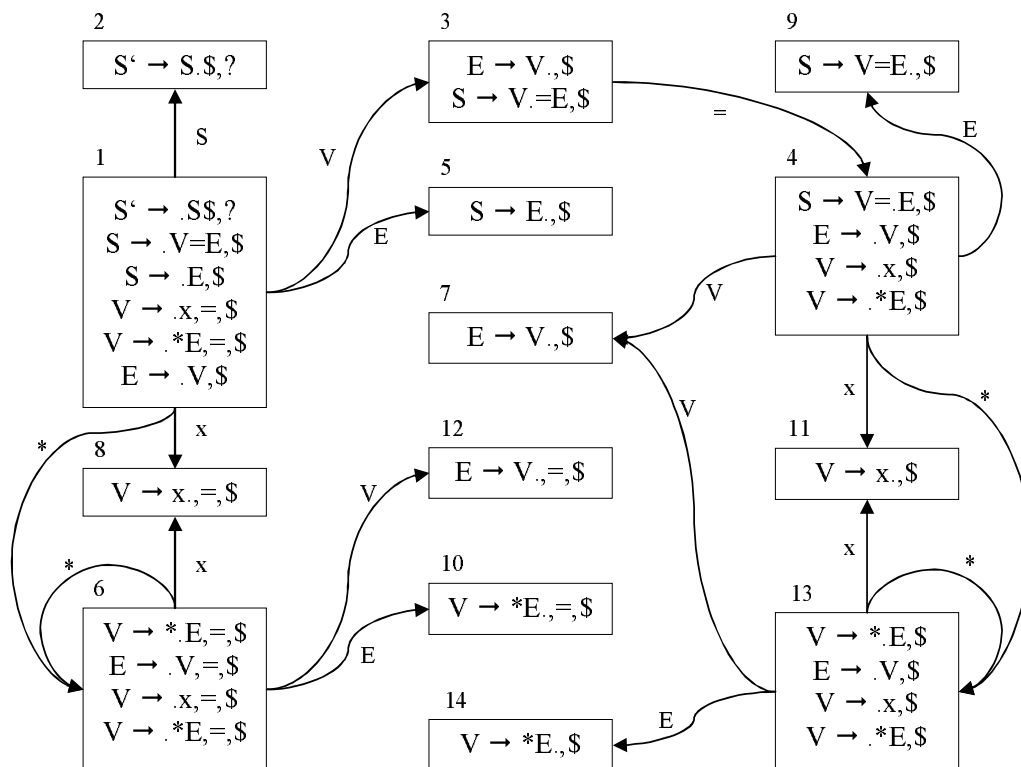 2
S‘ → S.$,?
3
E → V.,$
S → V.=E,$
9
S → V=E.,$
S
V
=
E
1
S‘ → .S$,?
S → .V=E,$
S → .E,$
V → .x,=,$
V → .*E,=,$
E → .V,$
5
S → E.,$
E
4
S → V=.E,$
E → .V,$
V → .x,$
V → .*E,$
7
E → V.,$
V
V
*
x
x
*
8
V → x.,=,$
12
E → V.,=,$
11
V → x.,$
V
x
*
x
*
6
V → *.E,=,$
E → .V,=,$
V → .x,=,$
V → .*E,=,$
10
V → *E.,=,$
E
13
V → *.E,$
E → .V,$
V → .x,$
V → .*E,$
14
V → *E.,$
E